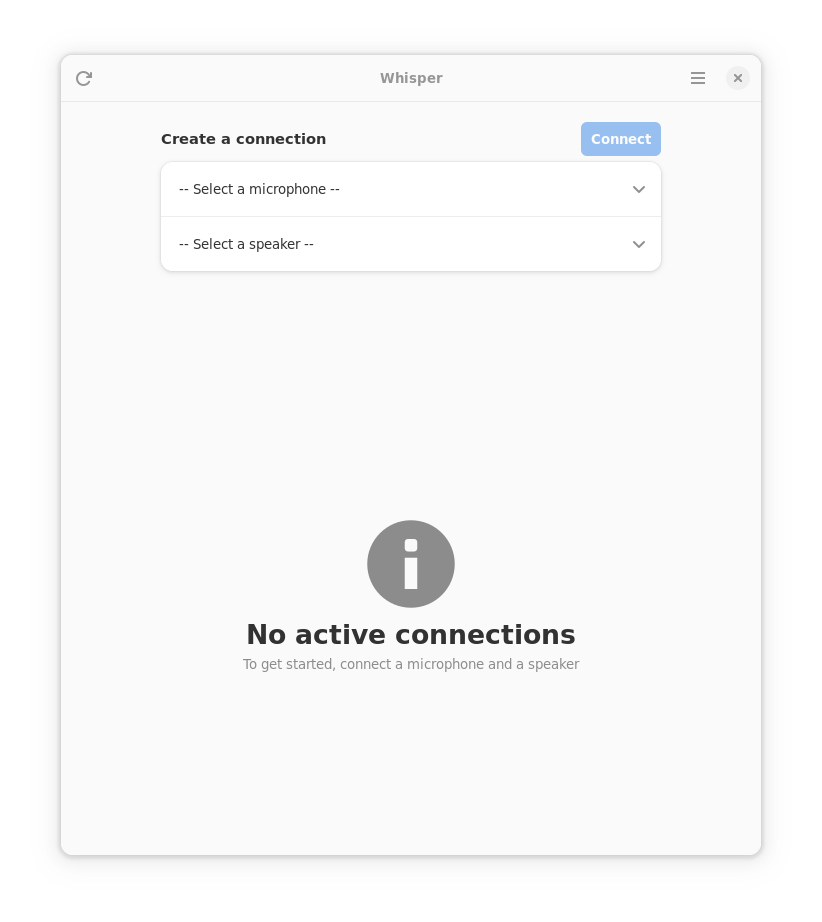 Whisper
Create a connection
Connect
-- Select a microphone --
-- Select a speaker --
No active connections
To get started, connect a microphone and a speaker